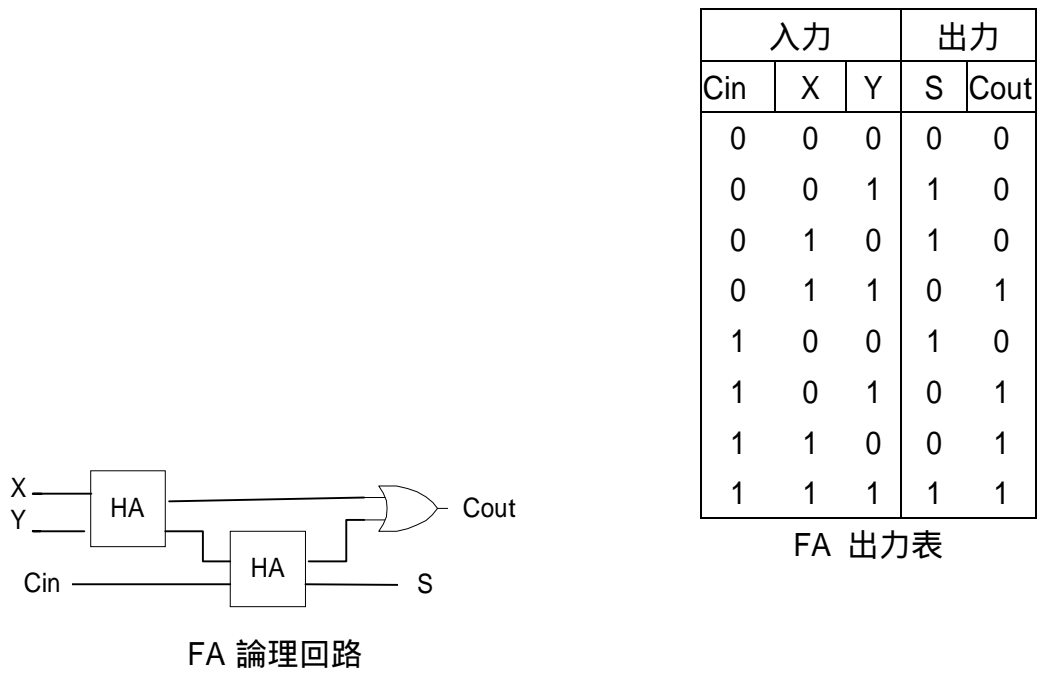 入力 出力
Cin X Y S Cout
0 0 0 0 0
0 0 1 1 0
0 1 0 1 0
0 1 1 0 1
1 0 0 1 0
1 0 1 0 1
1 1 0 0 1
1 1 1 1 1
FA 出力表
X
Y
HA
Cout
HA
Cin
S
FA 論理回路